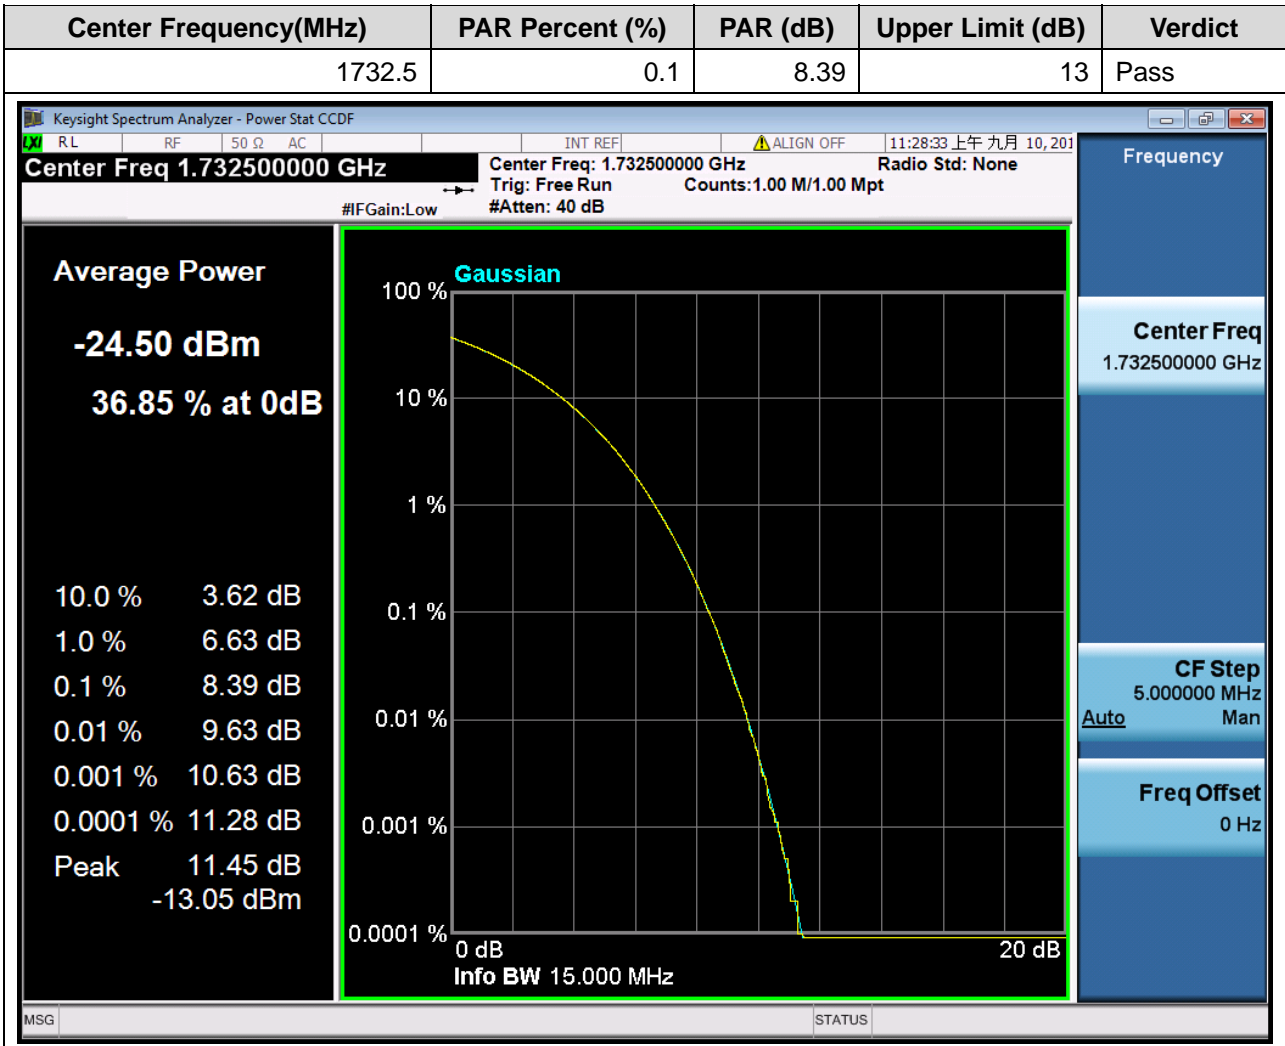 Center Frequency(MHz) PAR Percent (%) PAR (dB) Upper Limit (dB) Verdict
1732.5 0.1 8.39 13 Pass
Keysight Spectrum Analyzer - Power Stat CCDF
LXI RL RF 50 Ω AC INT REF ALIGN OFF 11:28:33 上午 九月 10, 201
Center Freq 1.732500000 GHz
Center Freq: 1.732500000 GHz Radio Std: None
Trig: Free Run Counts:1.00 M/1.00 Mpt
#IFGain:Low #Atten: 40 dB
Average Power
-24.50 dBm
36.85 % at 0dB
10.0 % 3.62 dB
1.0 % 6.63 dB
0.1 % 8.39 dB
0.01 % 9.63 dB
0.001 % 10.63 dB
0.0001 % 11.28 dB
Peak 11.45 dB
-13.05 dBm
Gaussian
100 %
10 %
1 %
0.1 %
0.01 %
0.001 %
0.0001 %
0 dB 20 dB
Info BW 15.000 MHz
Frequency
Center Freq
1.732500000 GHz
CF Step
5.000000 MHz
Auto Man
Freq Offset
0 Hz
MSG STATUS